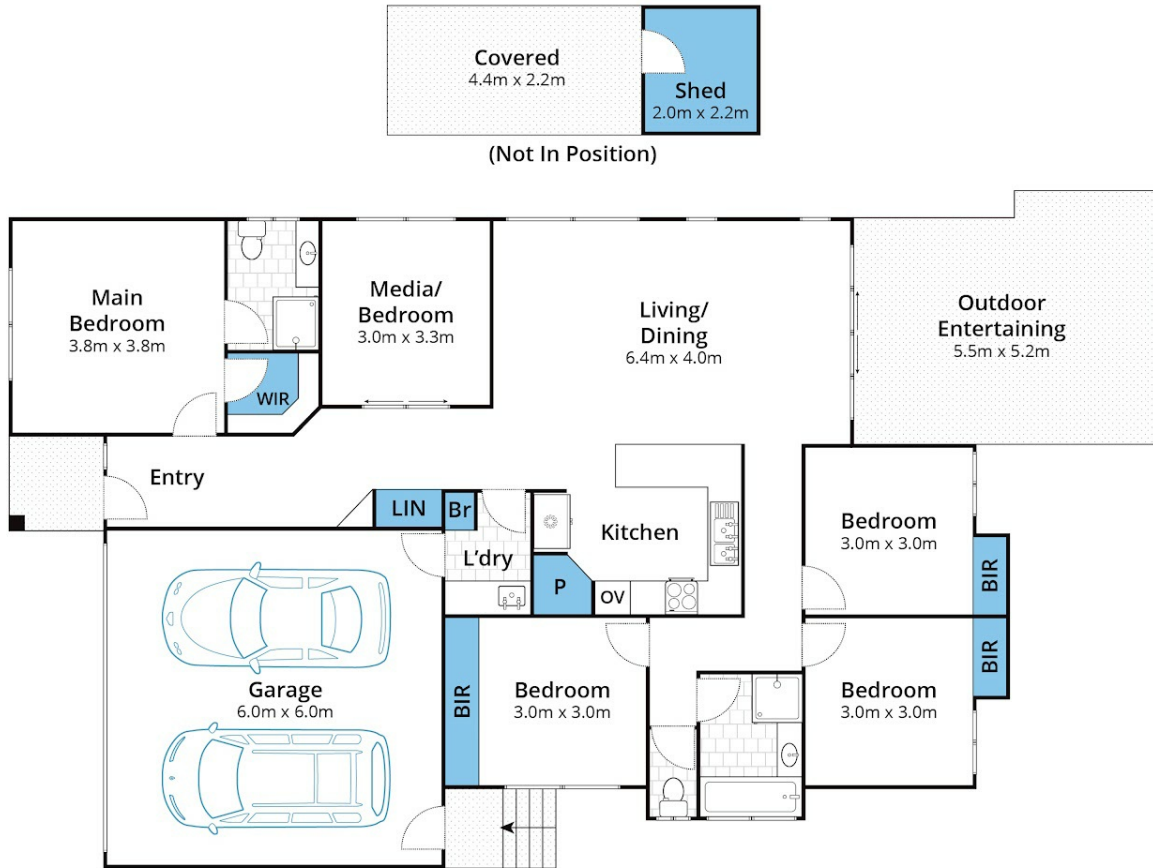 Covered
4.4m x 2.2m
Shed
2.0m x 2.2m
(Not In Position)
Main
Bedroom
3.8m x 3.8m
Media/
Bedroom
3.0m x 3.3m
Living/
Dining
6.4m x 4.0m
Outdoor
Entertaining
5.5m x 5.2m
WIR
Entry
LIN
Br
L'dry
Kitchen
P
OV
Bedroom
3.0m x 3.0m
BIR
Garage
6.0m x 6.0m
BIR
Bedroom
3.0m x 3.0m
Bedroom
3.0m x 3.0m
BIR